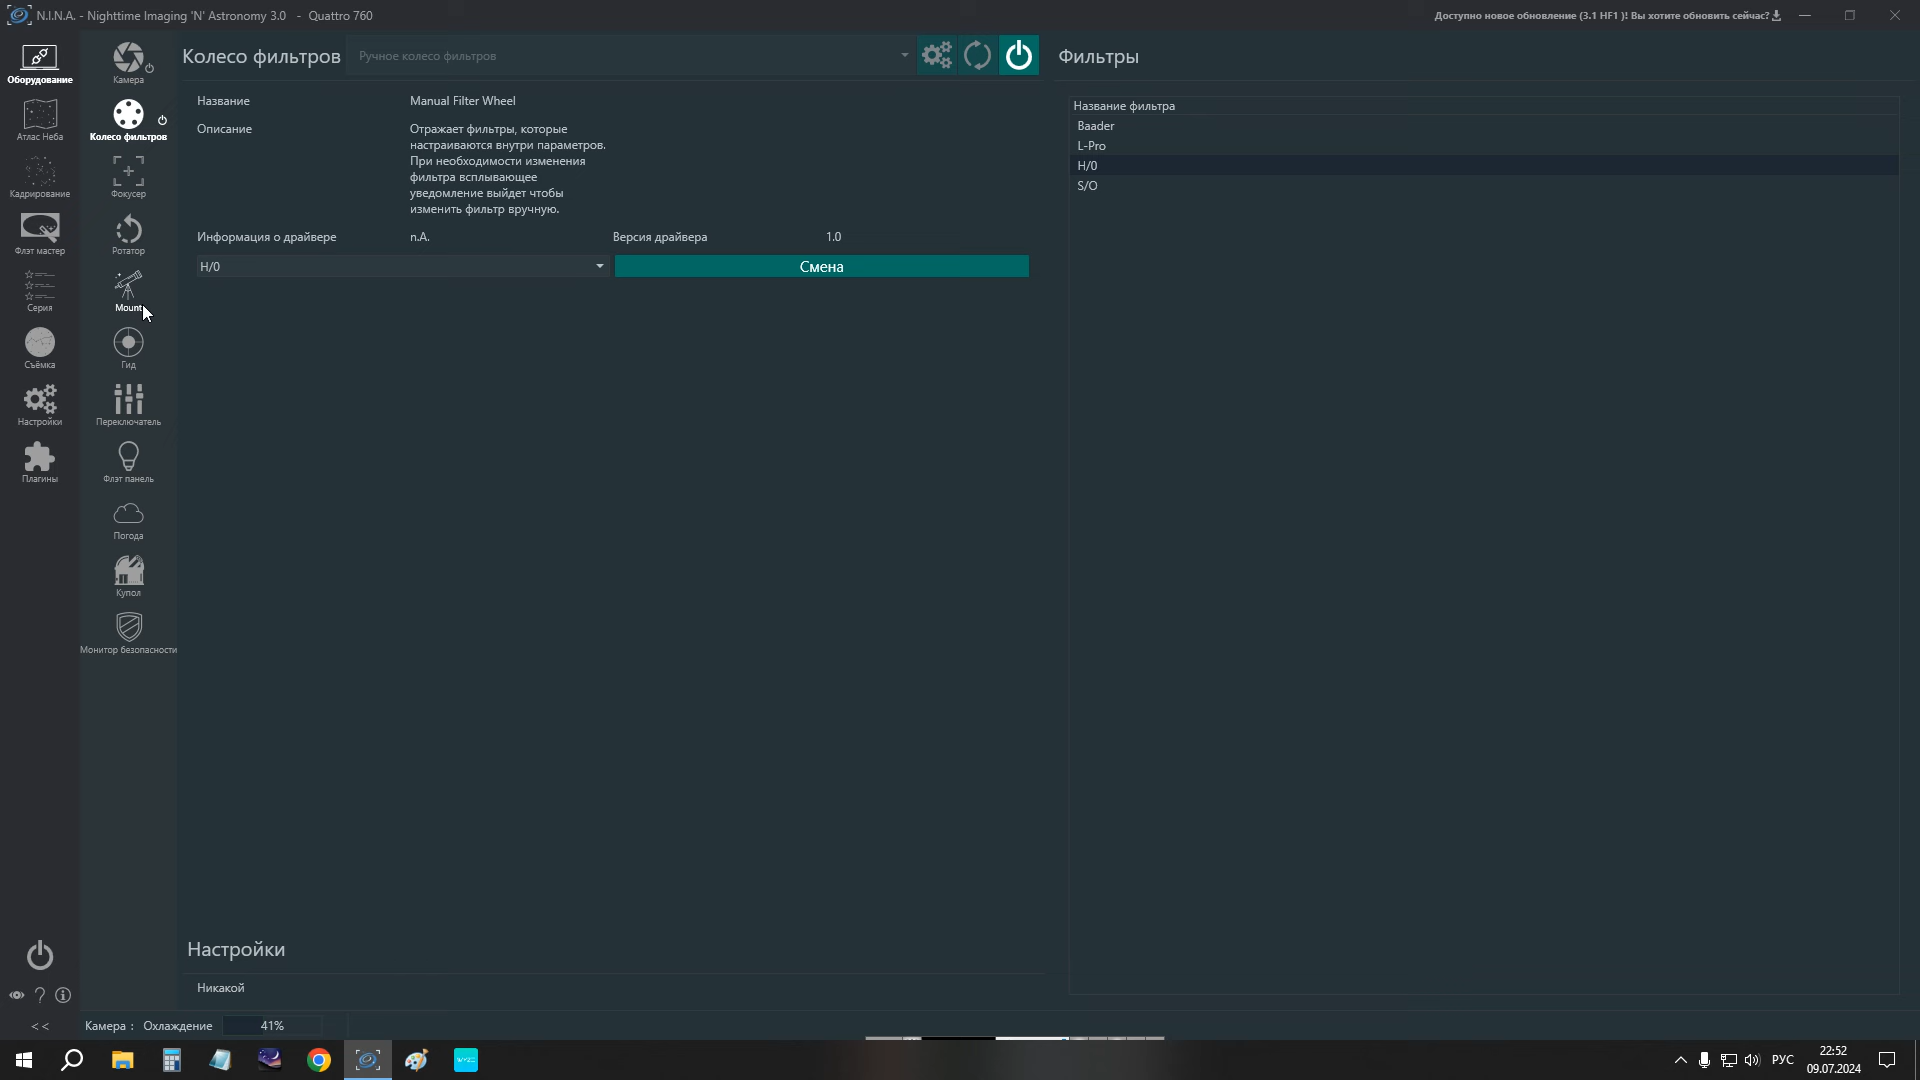 N.I.N.A. - Nighttime Imaging 'N' Astronomy 3.0 - Quattro 760
Доступно новое обновление (3.1 HF1 )! Вы хотите обновить сейчас?
Оборудование
Атлас Неба
Кадрирование
Флэт мастер
Серия
Съёмка
Настройки
Плагины
<<
Камера
Колесо фильтров
Фокусер
Ротатор
Mount
Гид
Переключатель
Флэт панель
Погода
Купол
Монитор безопасности
Колесо фильтров
Ручное колесо фильтров
Название
Manual Filter Wheel
Описание
Отражает фильтры, которые
настраиваются внутри параметров.
При необходимости изменения
фильтра всплывающее
уведомление выйдет чтобы
изменить фильтр вручную.
Информация о драйвере
n.A.
Версия драйвера
1.0
H/0
Смена
Настройки
Никакой
Фильтры
Название фильтра
Baader
L-Pro
H/0
S/O
Камера : Охлаждение 41%
WYZE
РУС
22:52
09.07.2024